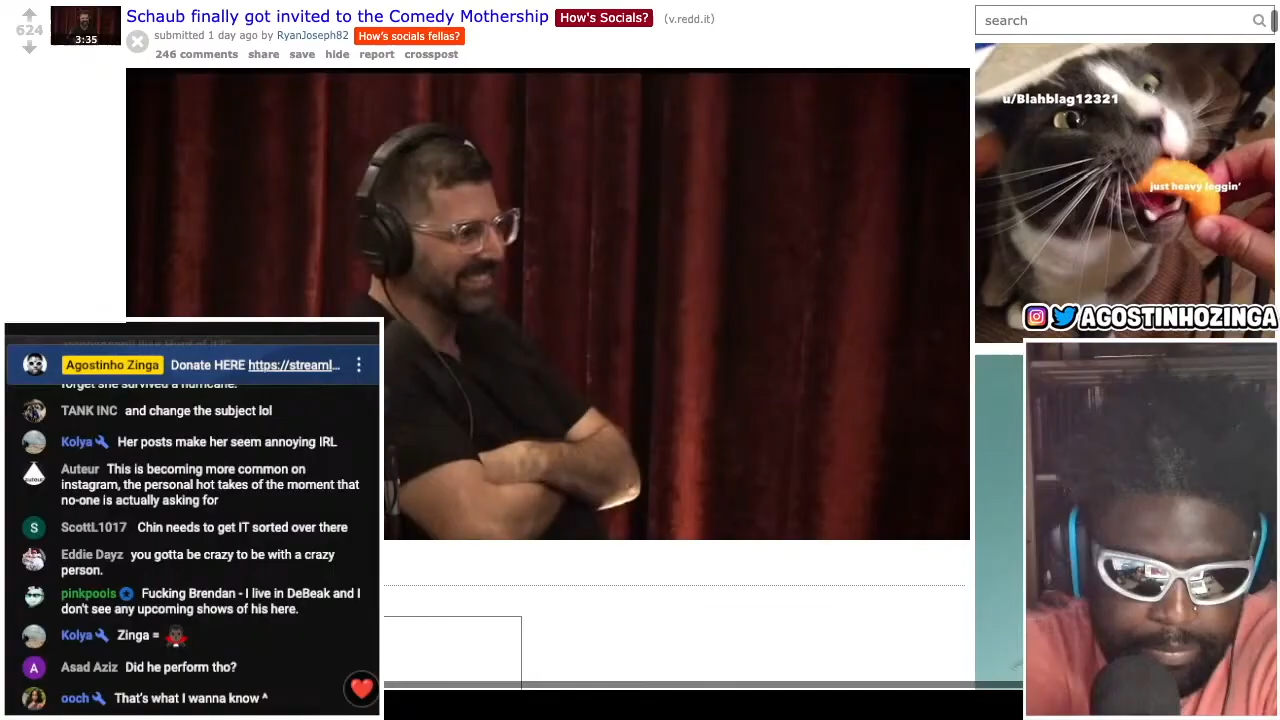 624
3:35
Schaub finally got invited to the Comedy Mothership How's Socials? (v.redd.it)
submitted 1 day ago by RyanJoseph82 How's socials fellas?
246 comments share save hide report crosspost
search
u/Blahblag12321
just heavy leggin'
AGOSTINHOZINGA
Agostinho Zinga Donate HERE https://streaml...
forget she survived a hurricane.
TANK INC and change the subject lol
Kolya Her posts make her seem annoying IRL
Auteur This is becoming more common on
instagram, the personal hot takes of the moment that
no-one is actually asking for
S ScottL1017 Chin needs to get IT sorted over there
Eddie Dayz you gotta be crazy to be with a crazy
person.
pinkpools Fucking Brendan - I live in DeBeak and I
don't see any upcoming shows of his here.
Kolya Zinga =
A Asad Aziz Did he perform tho?
ooch That's what I wanna know ^